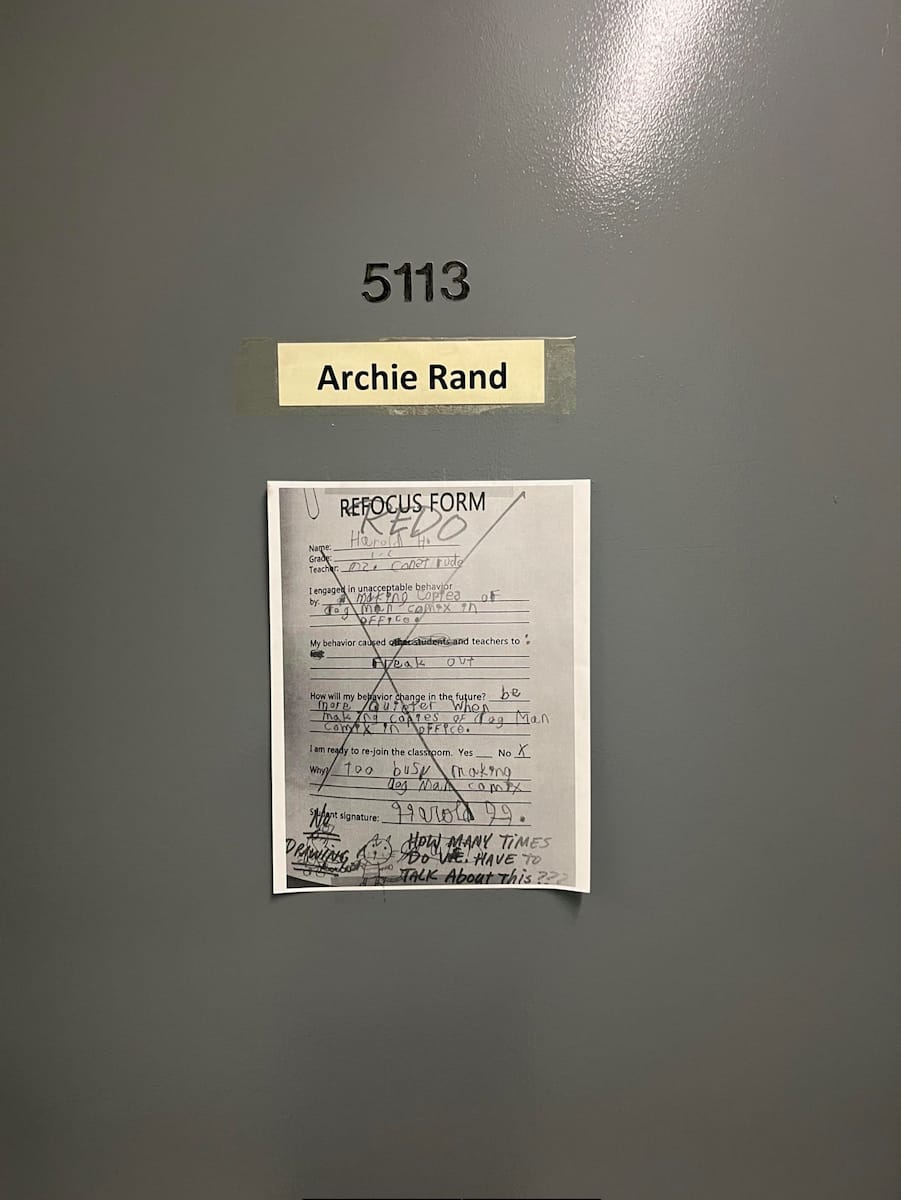 5113
Archie Rand
REFOCUS FORM
REDO
Name: Harold H.
Grade:
Teacher: mz. Construde
I engaged in unacceptable behavior
by: making copies of
dog man comix in
office.
My behavior caused other students and teachers to :
Freak out
How will my behavior change in the future? be
more Quieter when
making copies of dog Man
comix in office.
I am ready to re-join the classroom. Yes No X
Why? Too busy making
dog Man comix
Student signature: Harold H.
No
DRAWING
HOW MANY TIMES
DO WE HAVE TO
TALK ABOUT THIS???